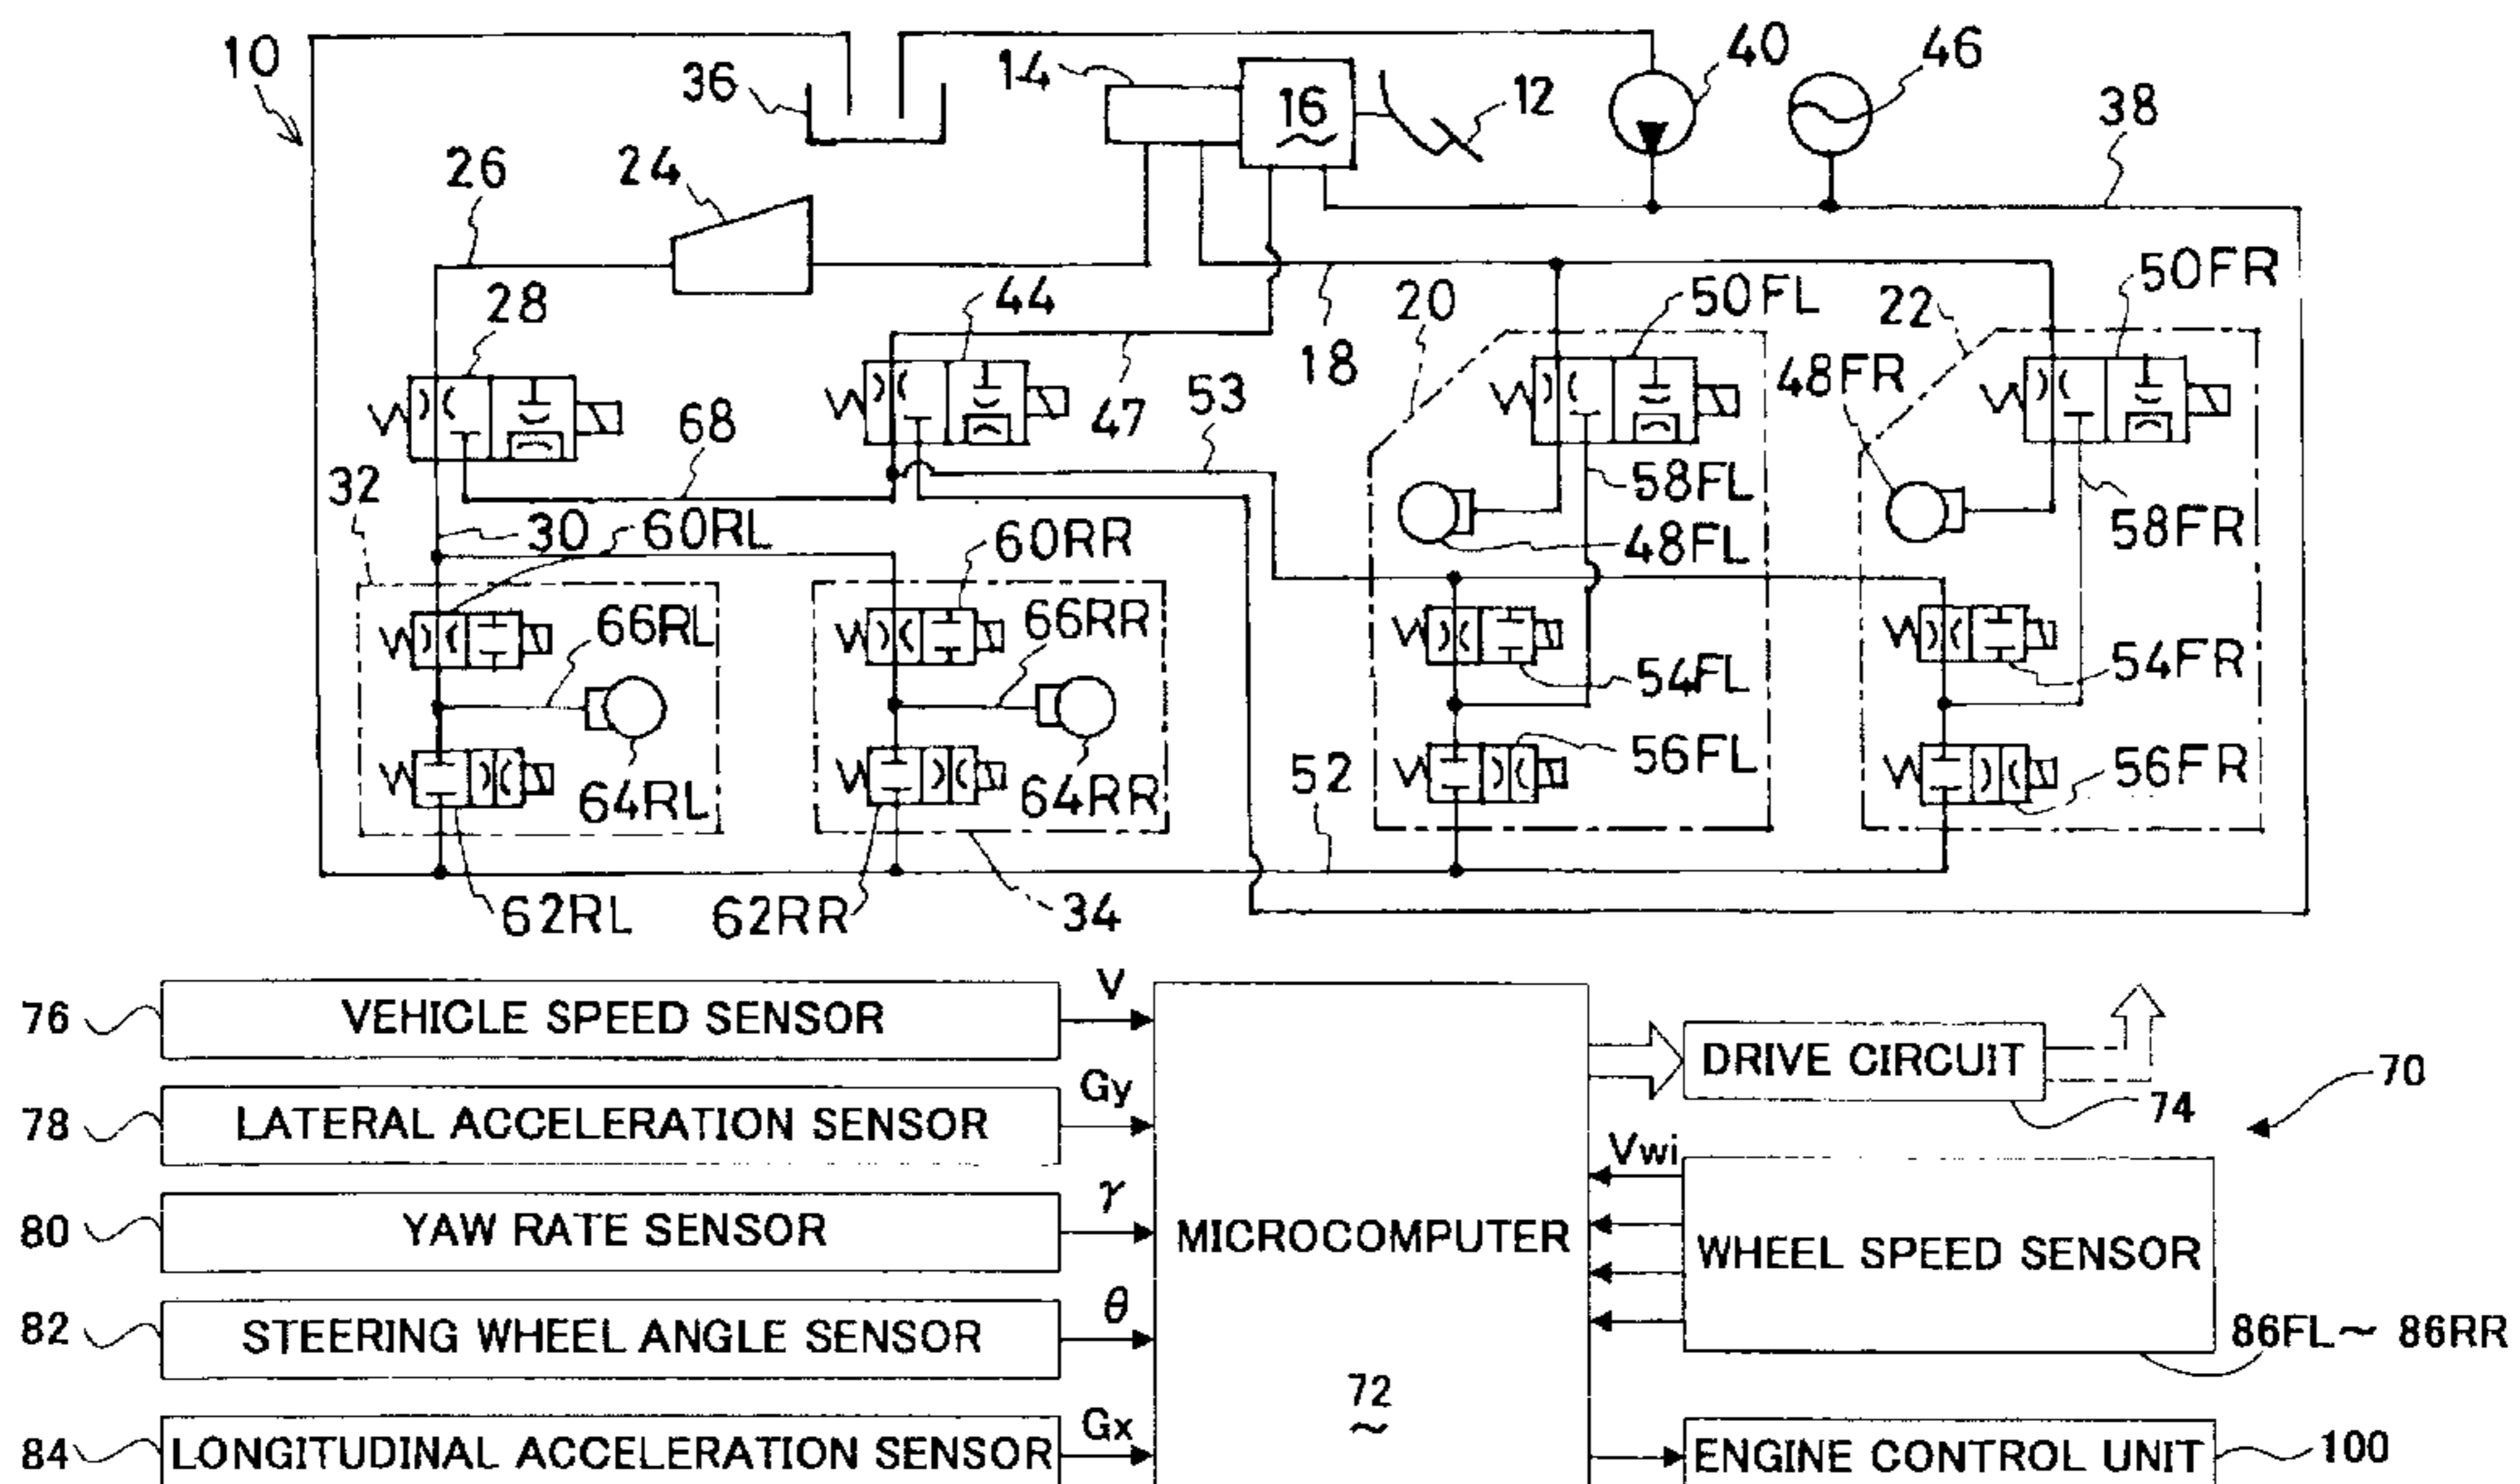 10
36
14
16
12
40
46
38
26
24
28
44
20
50FL
22
50FR
18
48FR
68
47
53
32
58FL
30
60RL
60RR
48FL
58FR
66RL
66RR
54FL
54FR
64RL
64RR
52
56FL
56FR
62RL
62RR
34
76
VEHICLE SPEED SENSOR
V
DRIVE CIRCUIT
70
74
78
LATERAL ACCELERATION SENSOR
Gy
Vwi
80
YAW RATE SENSOR
γ
MICROCOMPUTER
WHEEL SPEED SENSOR
82
STEERING WHEEL ANGLE SENSOR
θ
86FL~ 86RR
72
84
LONGITUDINAL ACCELERATION SENSOR
Gx
ENGINE CONTROL UNIT
100